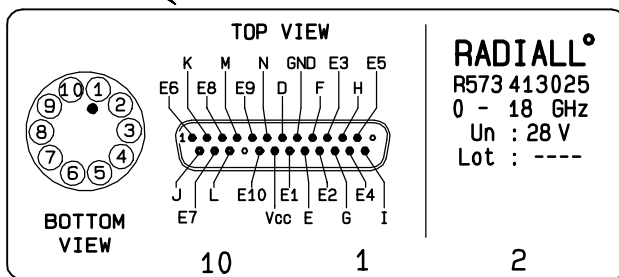 TOP VIEW
K M N GND E3 E5
E6 E8 E9 D F H
1
J L E10 E1 E2 E4
E7 Vcc E G I
10 1
9 2
8 3
7 4
6 5
BOTTOM
VIEW
10 1
RADIALL°
R573 413025
0 - 18 GHz
Un : 28 V
Lot : ----
2